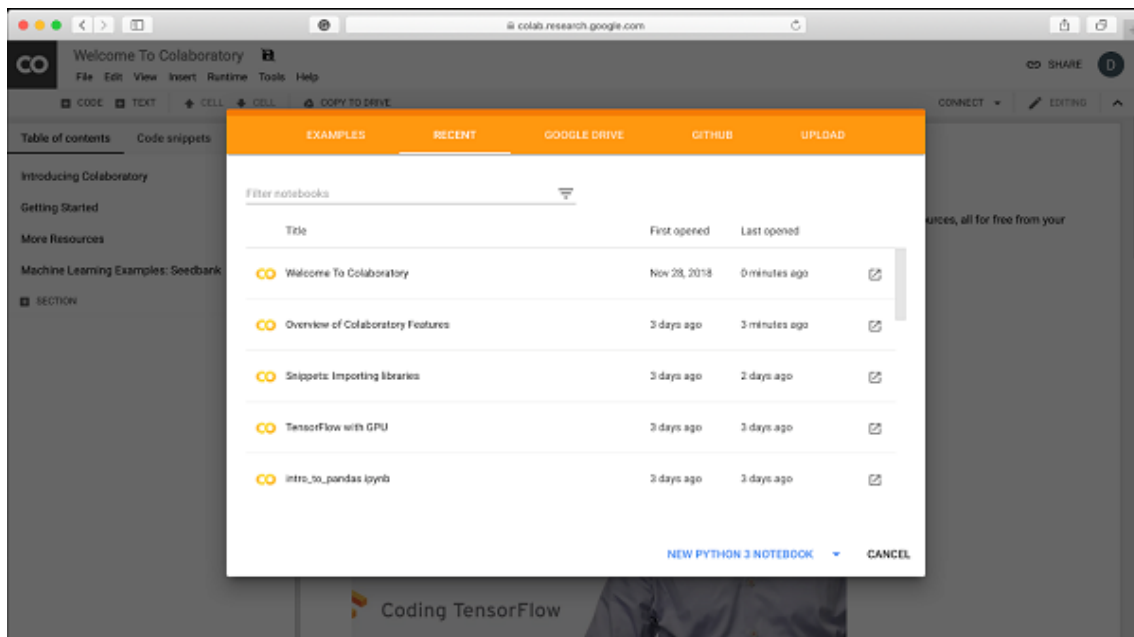 colab.research.google.com
CO Welcome To Colaboratory
SHARE D
File Edit View Insert Runtime Tools Help
CODE TEXT CELL CELL COPY TO DRIVE
CONNECT EDITING
Table of contents Code snippets
Introducing Colaboratory
Getting Started
More Resources
Machine Learning Examples: Seedbank
SECTION
EXAMPLES RECENT GOOGLE DRIVE GITHUB UPLOAD
Filter notebooks
Title First opened Last opened
CO Welcome To Colaboratory Nov 28, 2018 0 minutes ago
CO Overview of Colaboratory Features 3 days ago 3 minutes ago
CO Snippets: Importing libraries 3 days ago 2 days ago
CO TensorFlow with GPU 3 days ago 3 days ago
CO intro_to_pandas.ipynb 3 days ago 3 days ago
NEW PYTHON 3 NOTEBOOK CANCEL
urces, all for free from your
Coding TensorFlow